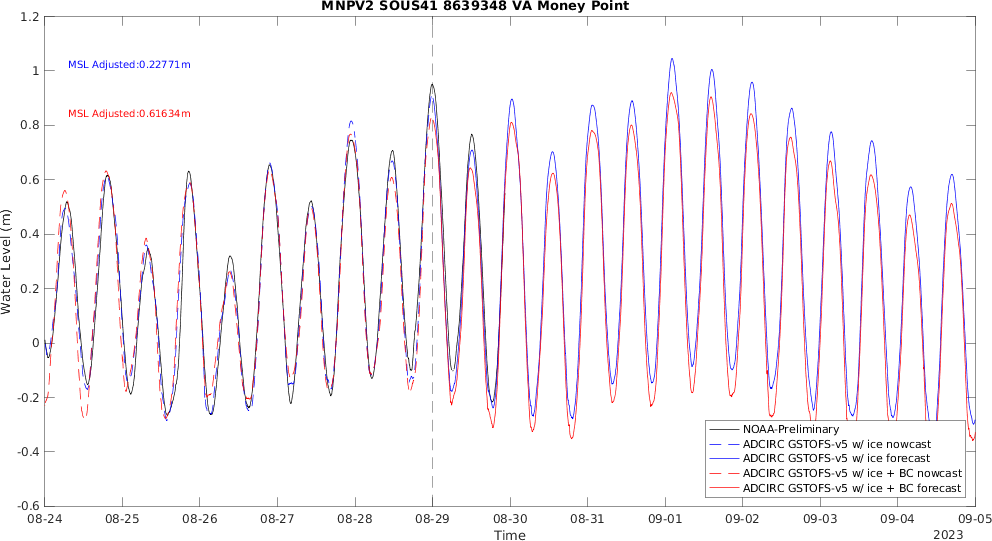 MNPV2 SOUS41 8639348 VA Money Point
1.2
1
0.8
0.6
0.4
0.2
0
-0.2
-0.4
-0.6
Water Level (m)
MSL Adjusted:0.22771m
MSL Adjusted:0.61634m
NOAA-Preliminary
ADCIRC GSTOFS-v5 w/ ice nowcast
ADCIRC GSTOFS-v5 w/ ice forecast
ADCIRC GSTOFS-v5 w/ ice + BC nowcast
ADCIRC GSTOFS-v5 w/ ice + BC forecast
08-24 08-25 08-26 08-27 08-28 08-29 08-30 08-31 09-01 09-02 09-03 09-04 09-05
Time
2023